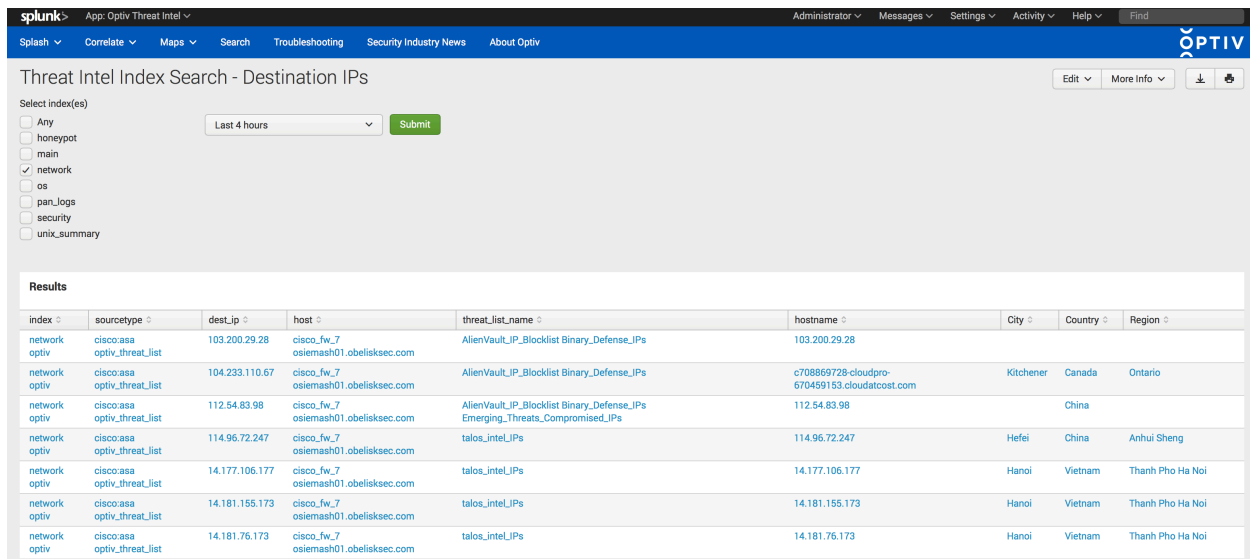 splunk> App: Optiv Threat Intel Administrator Messages Settings Activity Help Find
Splash Correlate Maps Search Troubleshooting Security Industry News About Optiv OPTIV
Threat Intel Index Search - Destination IPs Edit More Info
Select index(es)
Any Last 4 hours Submit
honeypot
main
network
os
pan_logs
security
unix_summary
Results
index sourcetype dest_ip host threat_list_name hostname City Country Region
network cisco:asa 103.200.29.28 cisco_fw_7 AlienVault_IP_Blocklist Binary_Defense_IPs 103.200.29.28
optiv optiv_threat_list osiemash01.obelisksec.com
network cisco:asa 104.233.110.67 cisco_fw_7 AlienVault_IP_Blocklist Binary_Defense_IPs c708869728-cloudpro- Kitchener Canada Ontario
optiv optiv_threat_list osiemash01.obelisksec.com 670459153.cloudatcost.com
network cisco:asa 112.54.83.98 cisco_fw_7 AlienVault_IP_Blocklist Binary_Defense_IPs 112.54.83.98 China
optiv optiv_threat_list osiemash01.obelisksec.com Emerging_Threats_Compromised_IPs
network cisco:asa 114.96.72.247 cisco_fw_7 talos_intel_IPs 114.96.72.247 Hefei China Anhui Sheng
optiv optiv_threat_list osiemash01.obelisksec.com
network cisco:asa 14.177.106.177 cisco_fw_7 talos_intel_IPs 14.177.106.177 Hanoi Vietnam Thanh Pho Ha Noi
optiv optiv_threat_list osiemash01.obelisksec.com
network cisco:asa 14.181.155.173 cisco_fw_7 talos_intel_IPs 14.181.155.173 Hanoi Vietnam Thanh Pho Ha Noi
optiv optiv_threat_list osiemash01.obelisksec.com
network cisco:asa 14.181.76.173 cisco_fw_7 talos_intel_IPs 14.181.76.173 Hanoi Vietnam Thanh Pho Ha Noi
optiv optiv_threat_list osiemash01.obelisksec.com